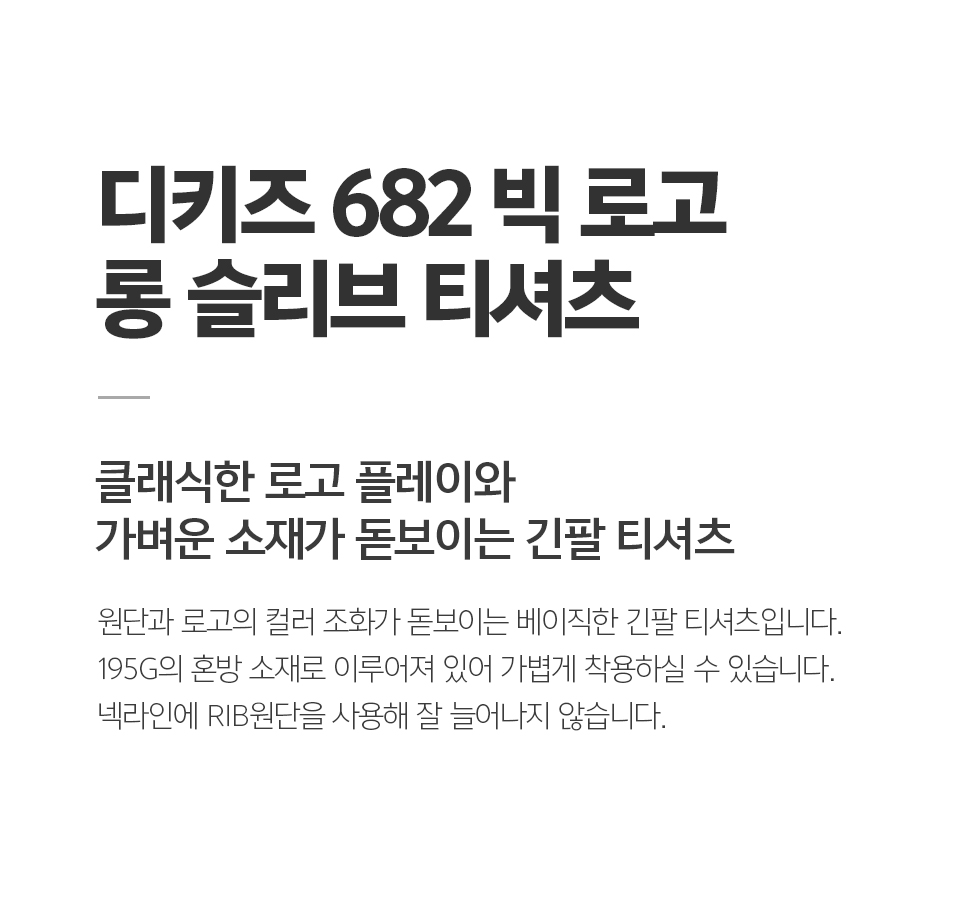 디키즈 682 빅 로고
롱 슬리브 티셔츠
클래식한 로고 플레이와
가벼운 소재가 돋보이는 긴팔 티셔츠
원단과 로고의 컬러 조화가 돋보이는 베이직한 긴팔 티셔츠입니다.
195G의 혼방 소재로 이루어져 있어 가볍게 착용하실 수 있습니다.
넥라인에 RIB원단을 사용해 잘 늘어나지 않습니다.